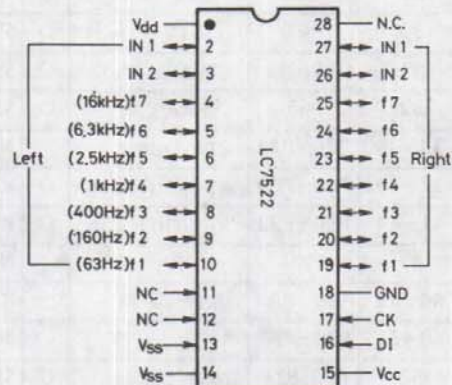 Vdd 28 N.C.
IN 1 2 27 IN 1
IN 2 3 26 IN 2
(16kHz)f7 4 25 f7
(6,3kHz)f6 5 24 f6
Left (2,5kHz)f5 6 LC7522 23 f5 Right
(1kHz)f4 7 22 f4
(400Hz)f3 8 21 f3
(160Hz)f2 9 20 f2
(63Hz)f1 10 19 f1
NC 11 18 GND
NC 12 17 CK
Vss 13 16 DI
Vss 14 15 Vcc